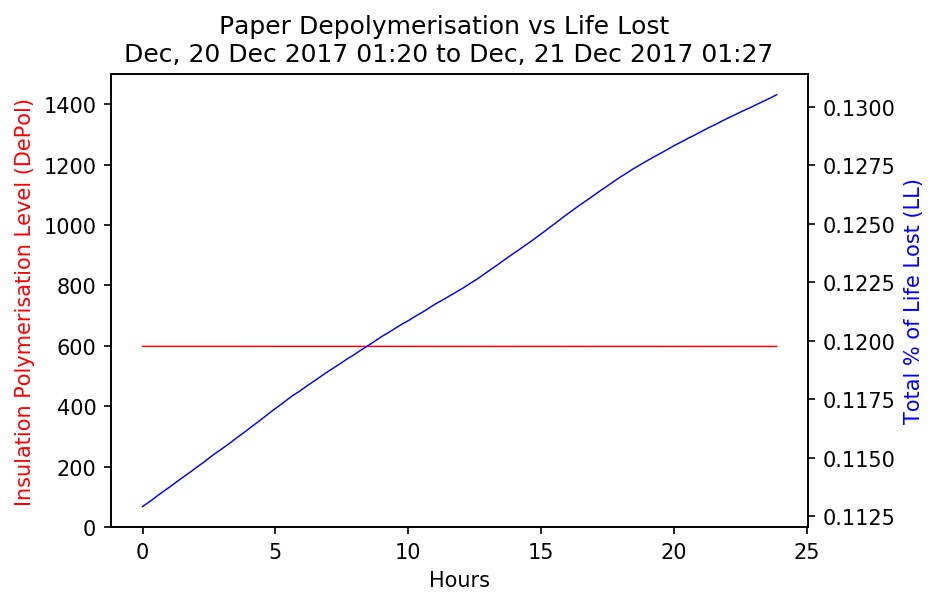 Paper Depolymerisation vs Life Lost
Dec, 20 Dec 2017 01:20 to Dec, 21 Dec 2017 01:27
Insulation Polymerisation Level (DePol)
1400
1200
1000
800
600
400
200
0
0.1300
0.1275
0.1250
0.1225
0.1200
0.1175
0.1150
0.1125
Total % of Life Lost (LL)
0 5 10 15 20 25
Hours